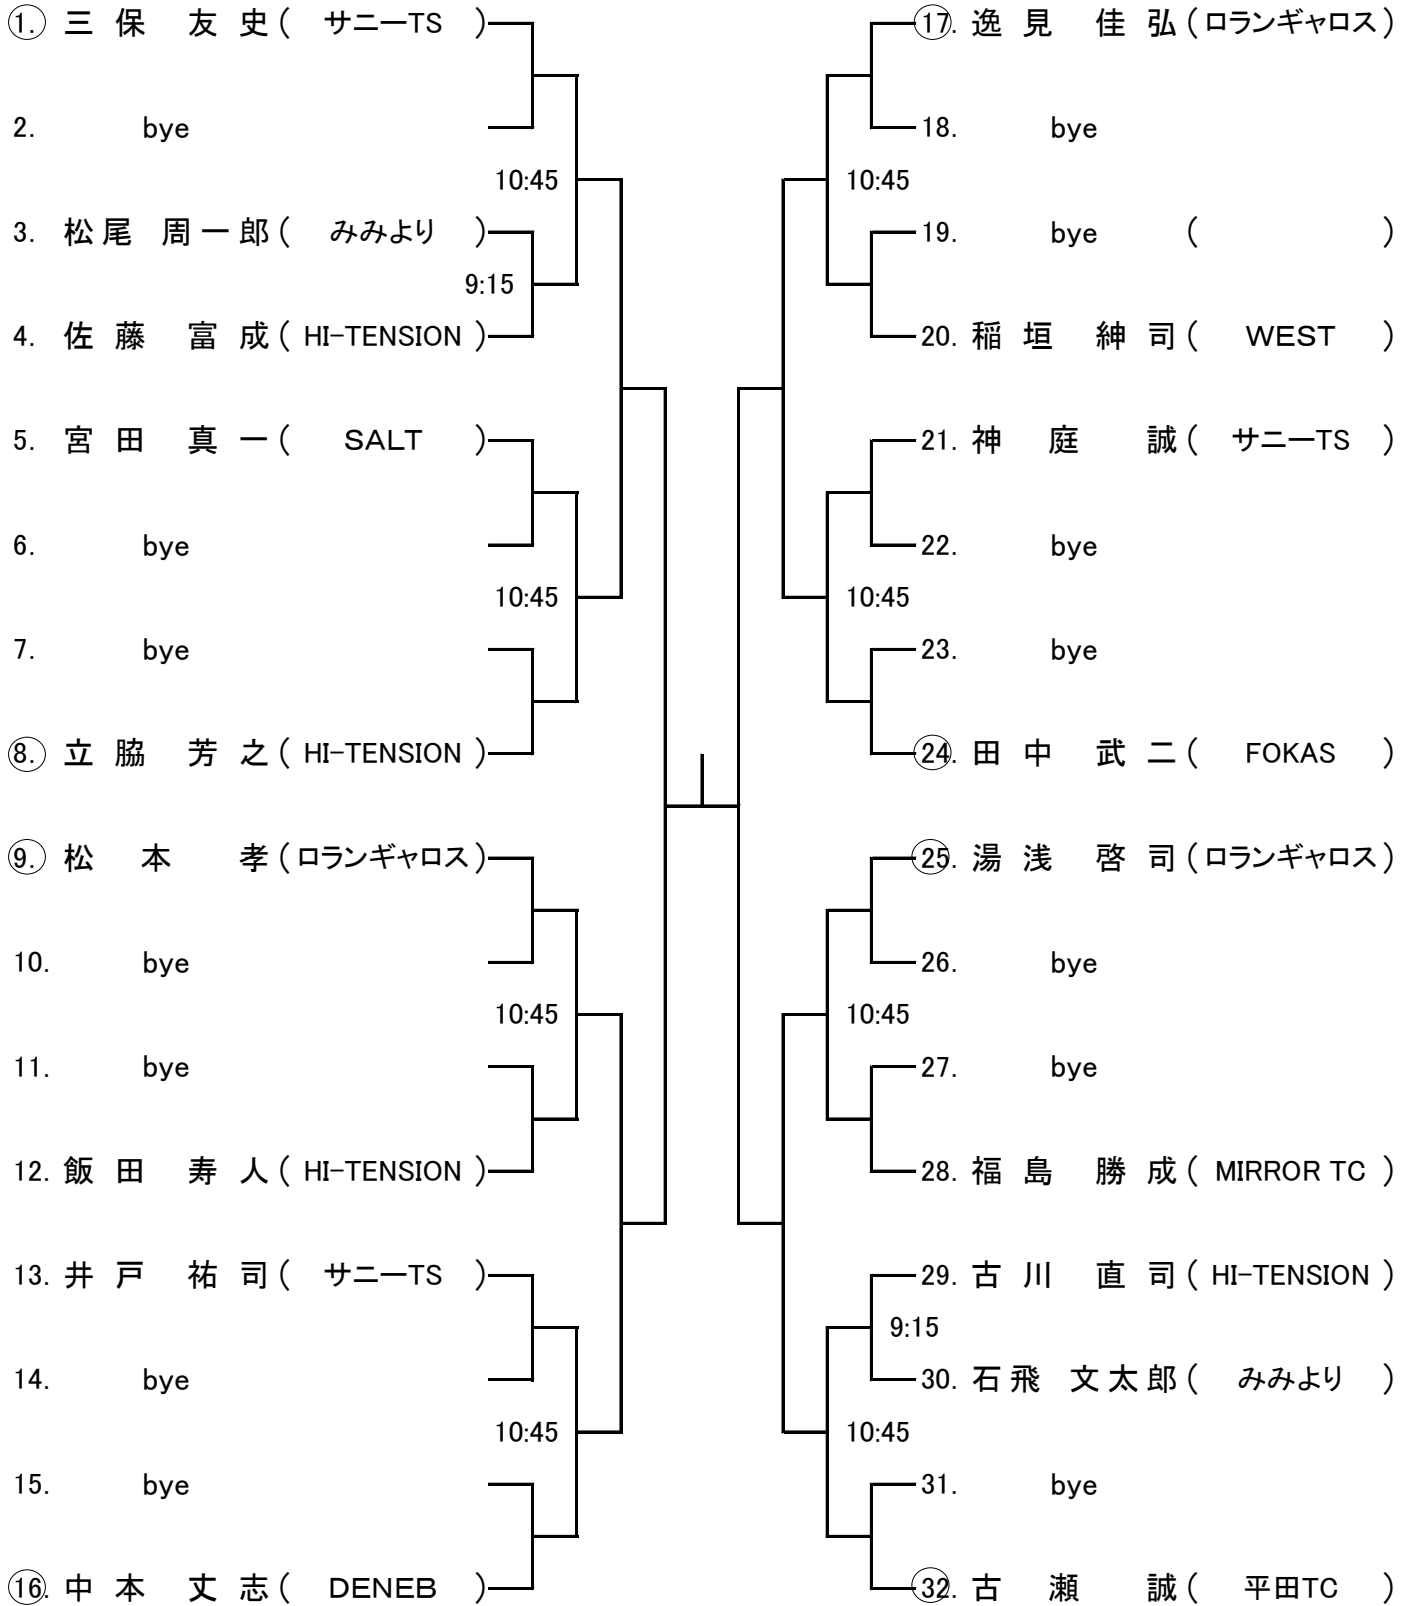 1. 三保 友史 ( サニーTS )
2. bye
10:45
3. 松尾 周一郎 ( みみより )
9:15
4. 佐藤 富成 ( HI-TENSION )
5. 宮田 真一 ( SALT )
6. bye
10:45
7. bye
8. 立脇 芳之 ( HI-TENSION )
9. 松本 孝 ( ロランギャロス )
10. bye
10:45
11. bye
12. 飯田 寿人 ( HI-TENSION )
13. 井戸 祐司 ( サニーTS )
14. bye
10:45
15. bye
16. 中本 丈志 ( DENEB )
17. 逸見 佳弘 ( ロランギャロス )
18. bye
10:45
19. bye ( )
20. 稲垣 紳司 ( WEST )
21. 神庭 誠 ( サニーTS )
22. bye
10:45
23. bye
24. 田中 武二 ( FOKAS )
25. 湯浅 啓司 ( ロランギャロス )
26. bye
10:45
27. bye
28. 福島 勝成 ( MIRROR TC )
29. 古川 直司 ( HI-TENSION )
9:15
30. 石飛 文太郎 ( みみより )
10:45
31. bye
32. 古瀬 誠 ( 平田TC )